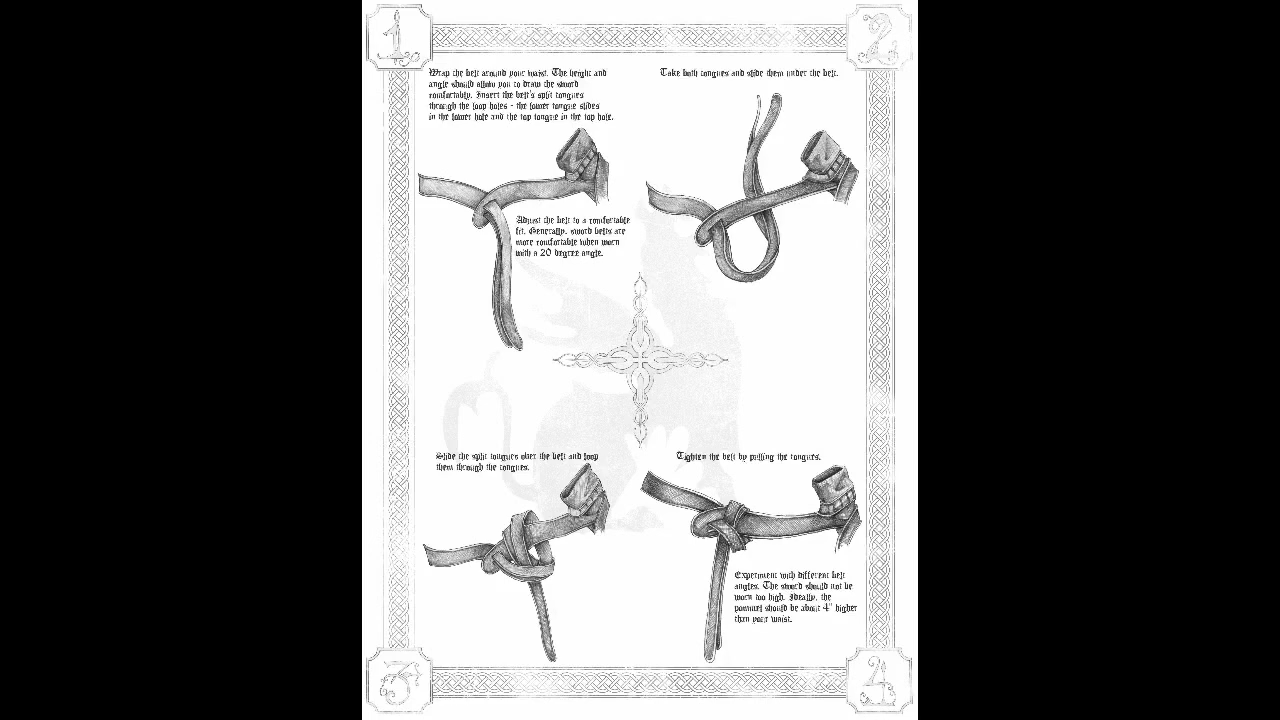 1
Wrap the belt around your waist. The height and
angle should allow you to draw the sword
comfortably. Insert the belt's split tongues
through the loop holes - the lower tongue slides
in the lower hole and the top tongue in the top hole.
Adjust the belt to a comfortable
fit. Generally, sword belts are
more comfortable when worn
with a 20 degree angle.
2
Take both tongues and slide them under the belt.
3
Slide the split tongues over the belt and loop
them through the tongues.
4
Tighten the belt by pulling the tongues.
Experiment with different belt
angles. The sword should not be
worn too high. Ideally, the
pommel should be about 4" higher
than your waist.